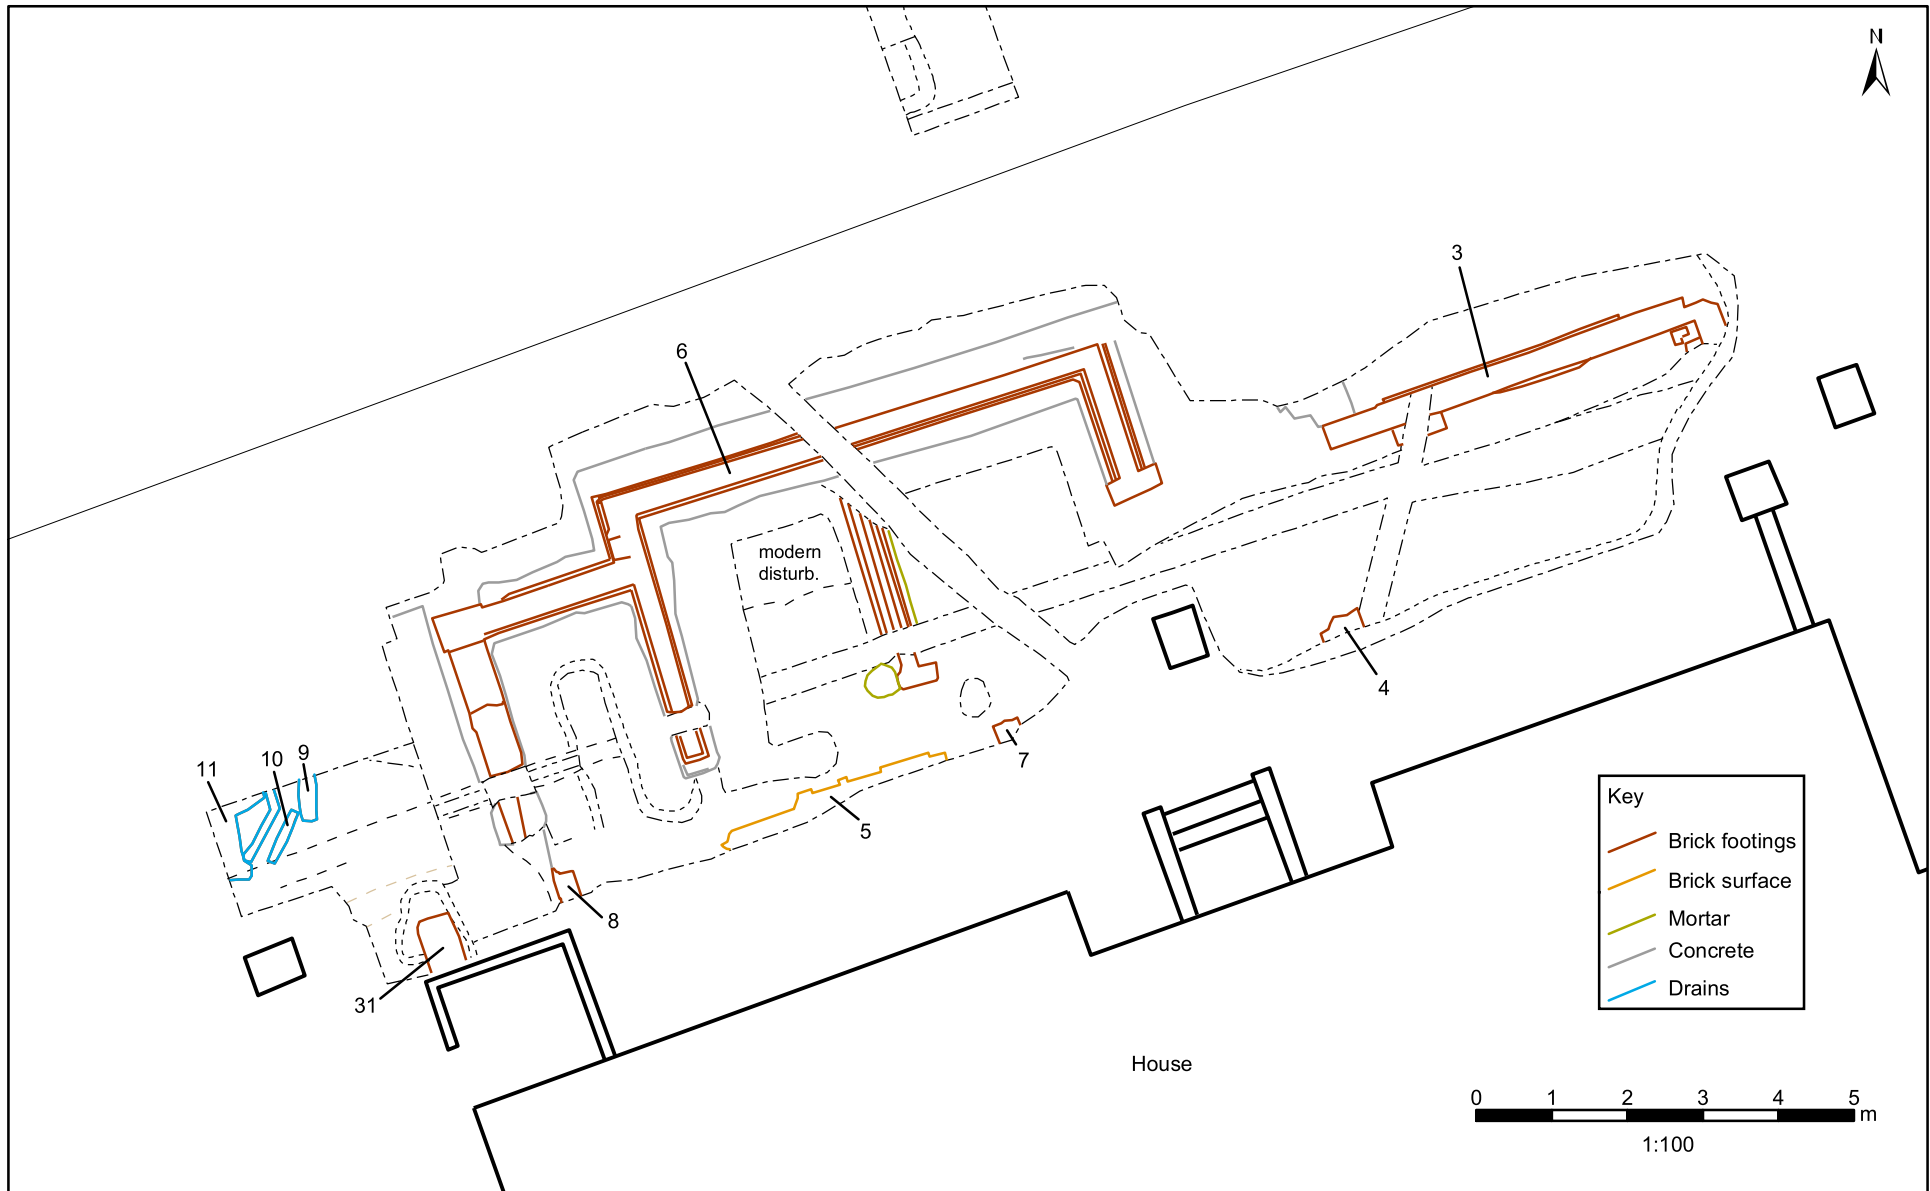 N
3
6
modern
disturb.
4
7
9
10
11
5
8
31
House
Key
Brick footings
Brick surface
Mortar
Concrete
Drains
0 1 2 3 4 5
m
1:100